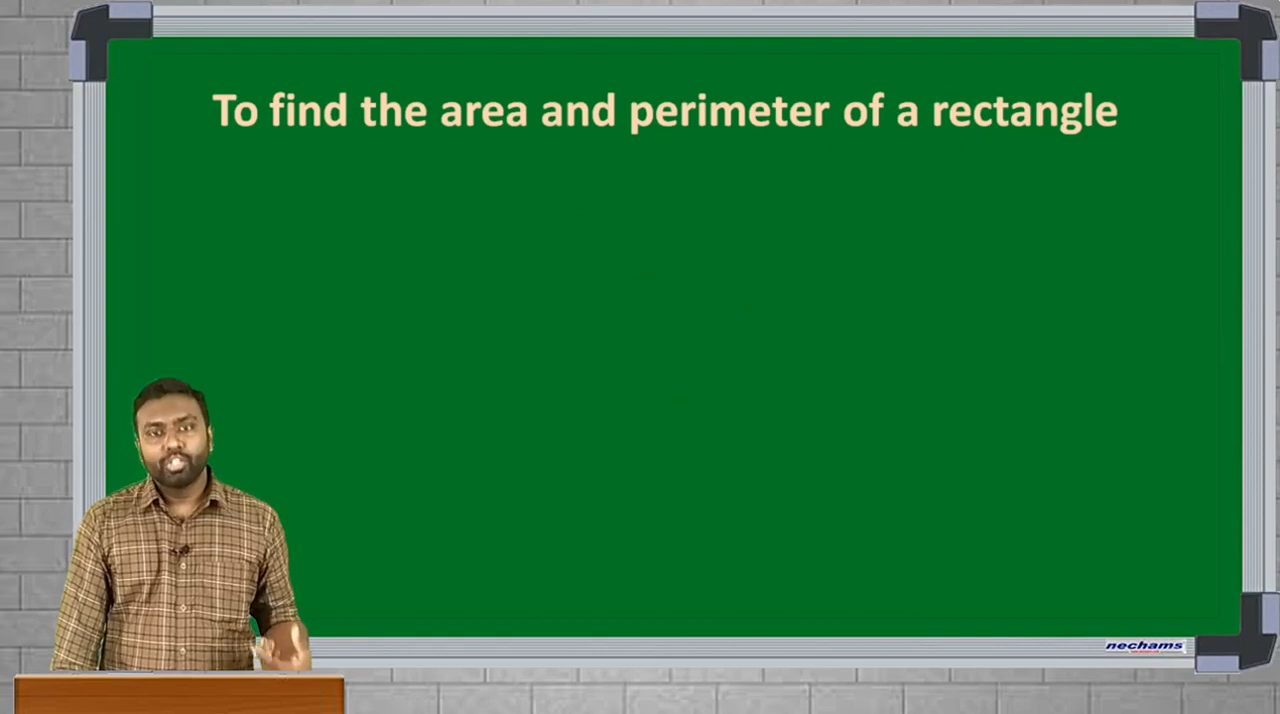 To find the area and perimeter of a rectangle
nechams